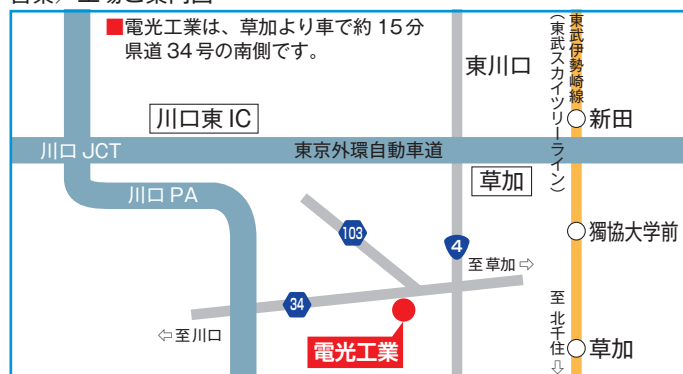 ■電光工業は、草加より車で約15分
県道34号の南側です。
東川口
東武伊勢崎線
（東武スカイツリーライン）
川口東IC
新田
川口JCT
東京外環自動車道
草加
川口PA
103
4
獨協大学前
至草加⇨
34
⇦至川口
電光工業
至北千住⇨
草加